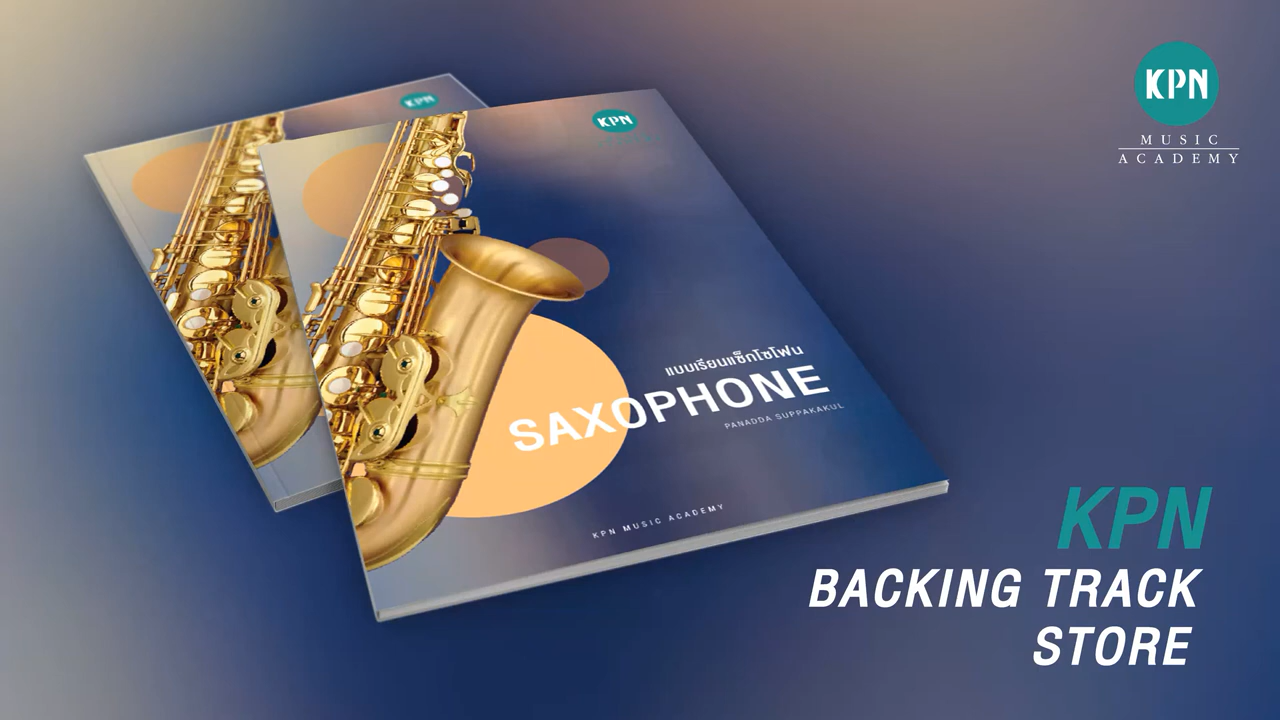 KPN
MUSIC
ACADEMY
KPN
KPN
แบบเรียนแซ็กโซโฟน
SAXOPHONE
PANADDA SUPPAKAKUL
KPN MUSIC ACADEMY
KPN
BACKING TRACK
STORE